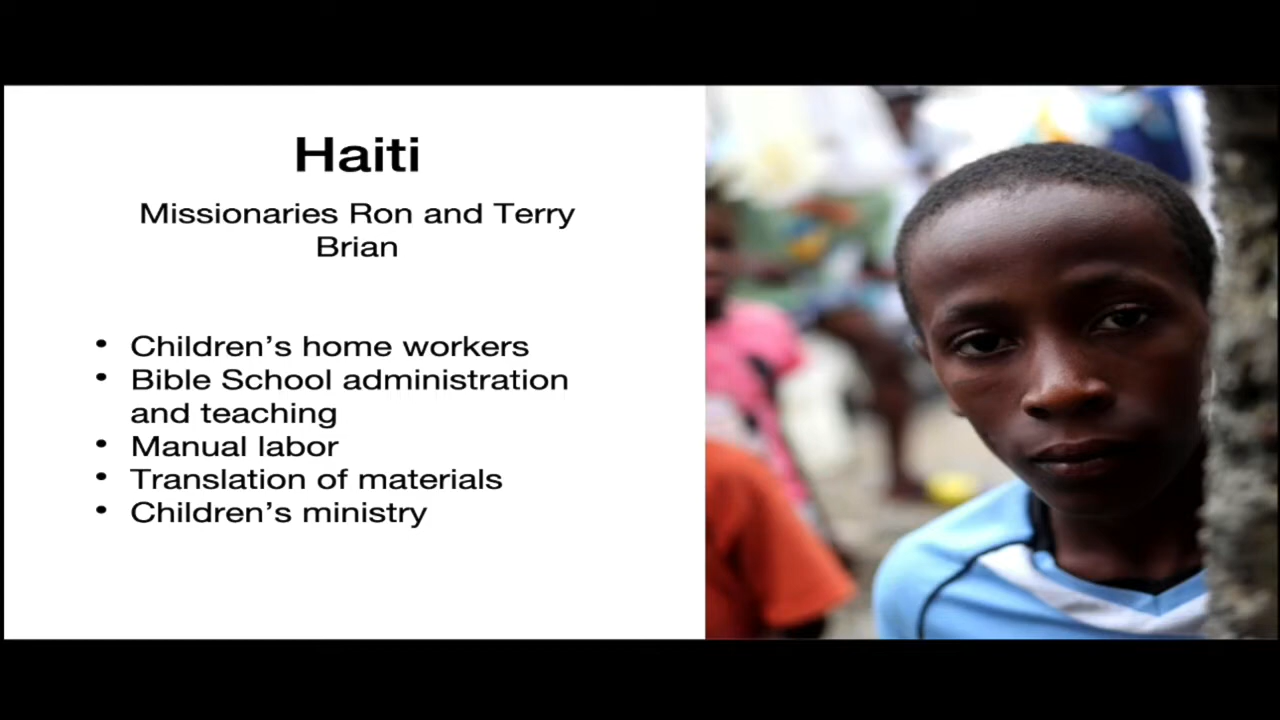 Haiti
Missionaries Ron and Terry
Brian
• Children’s home workers
• Bible School administration
and teaching
• Manual labor
• Translation of materials
• Children’s ministry